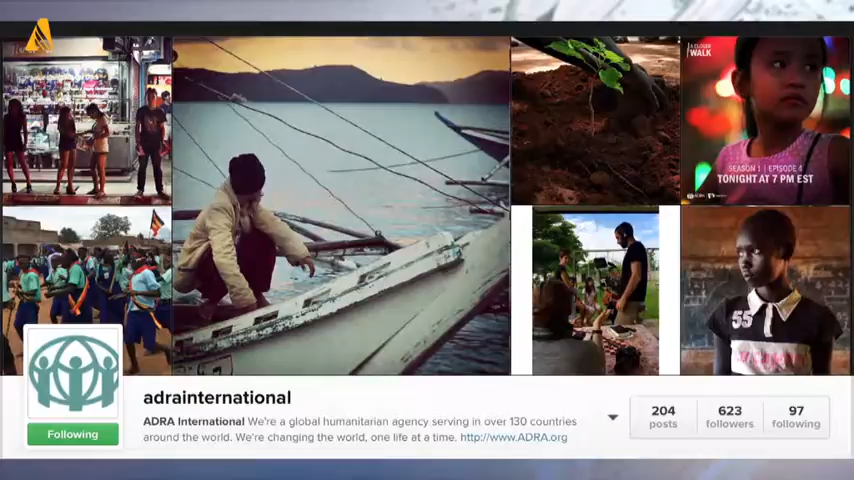 A CLOSER
WALK
SEASON 1 | EPISODE 4
TONIGHT AT 7 PM EST
ADRA
55
adrainternational
ADRA International We're a global humanitarian agency serving in over 130 countries
around the world. We're changing the world, one life at a time. http://www.ADRA.org
Following
204
posts
623
followers
97
following